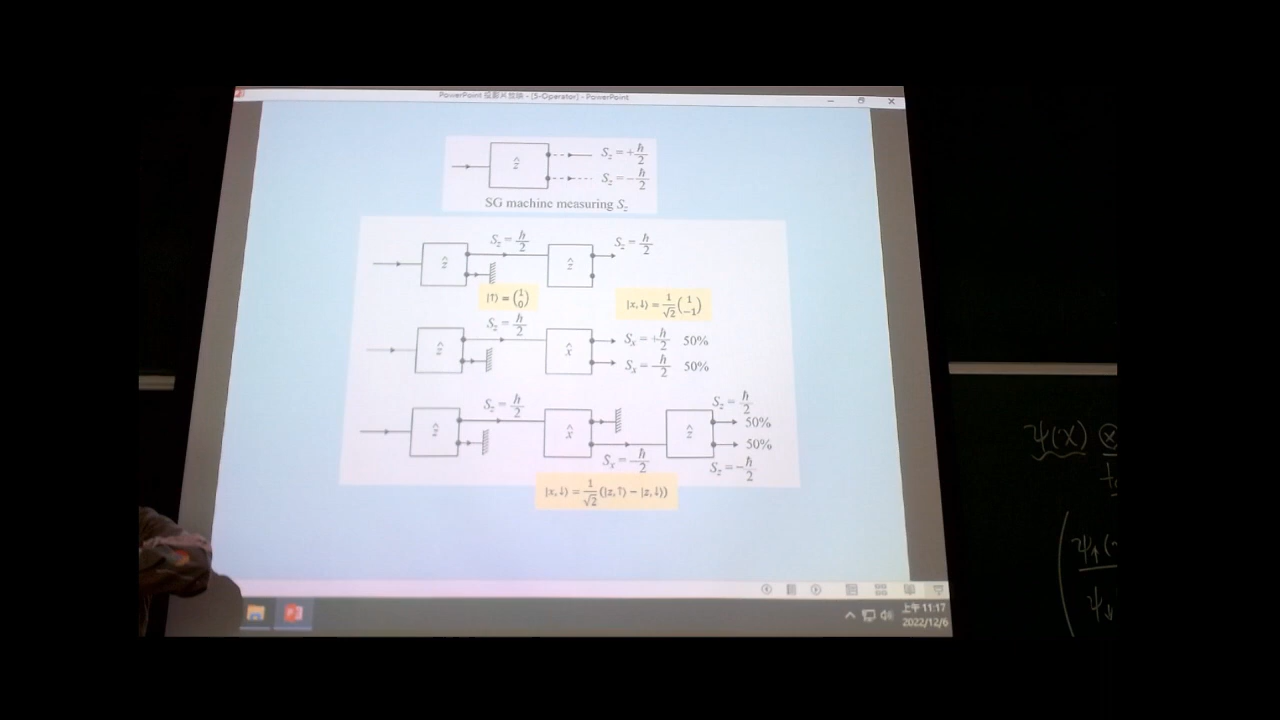 PowerPoint 投影片放映 - [5-Operator] - PowerPoint
ẑ
S_z = +ħ/2
S_z = -ħ/2
SG machine measuring S_z
ẑ S_z = ħ/2 ẑ S_z = ħ/2
|↑⟩ = (1 0)
|x,↓⟩ = 1/√2 (1 -1)
ẑ S_z = ħ/2 x̂
S_x = +ħ/2 50%
S_x = -ħ/2 50%
ẑ S_z = ħ/2 x̂ S_x = -ħ/2 ẑ
S_z = ħ/2
50%
50%
S_z = -ħ/2
|x,↓⟩ = 1/√2 (|z,↑⟩ - |z,↓⟩)
上午 11:17
2022/12/6
ψ(x) ⊗
ψ↑(
ψ↓